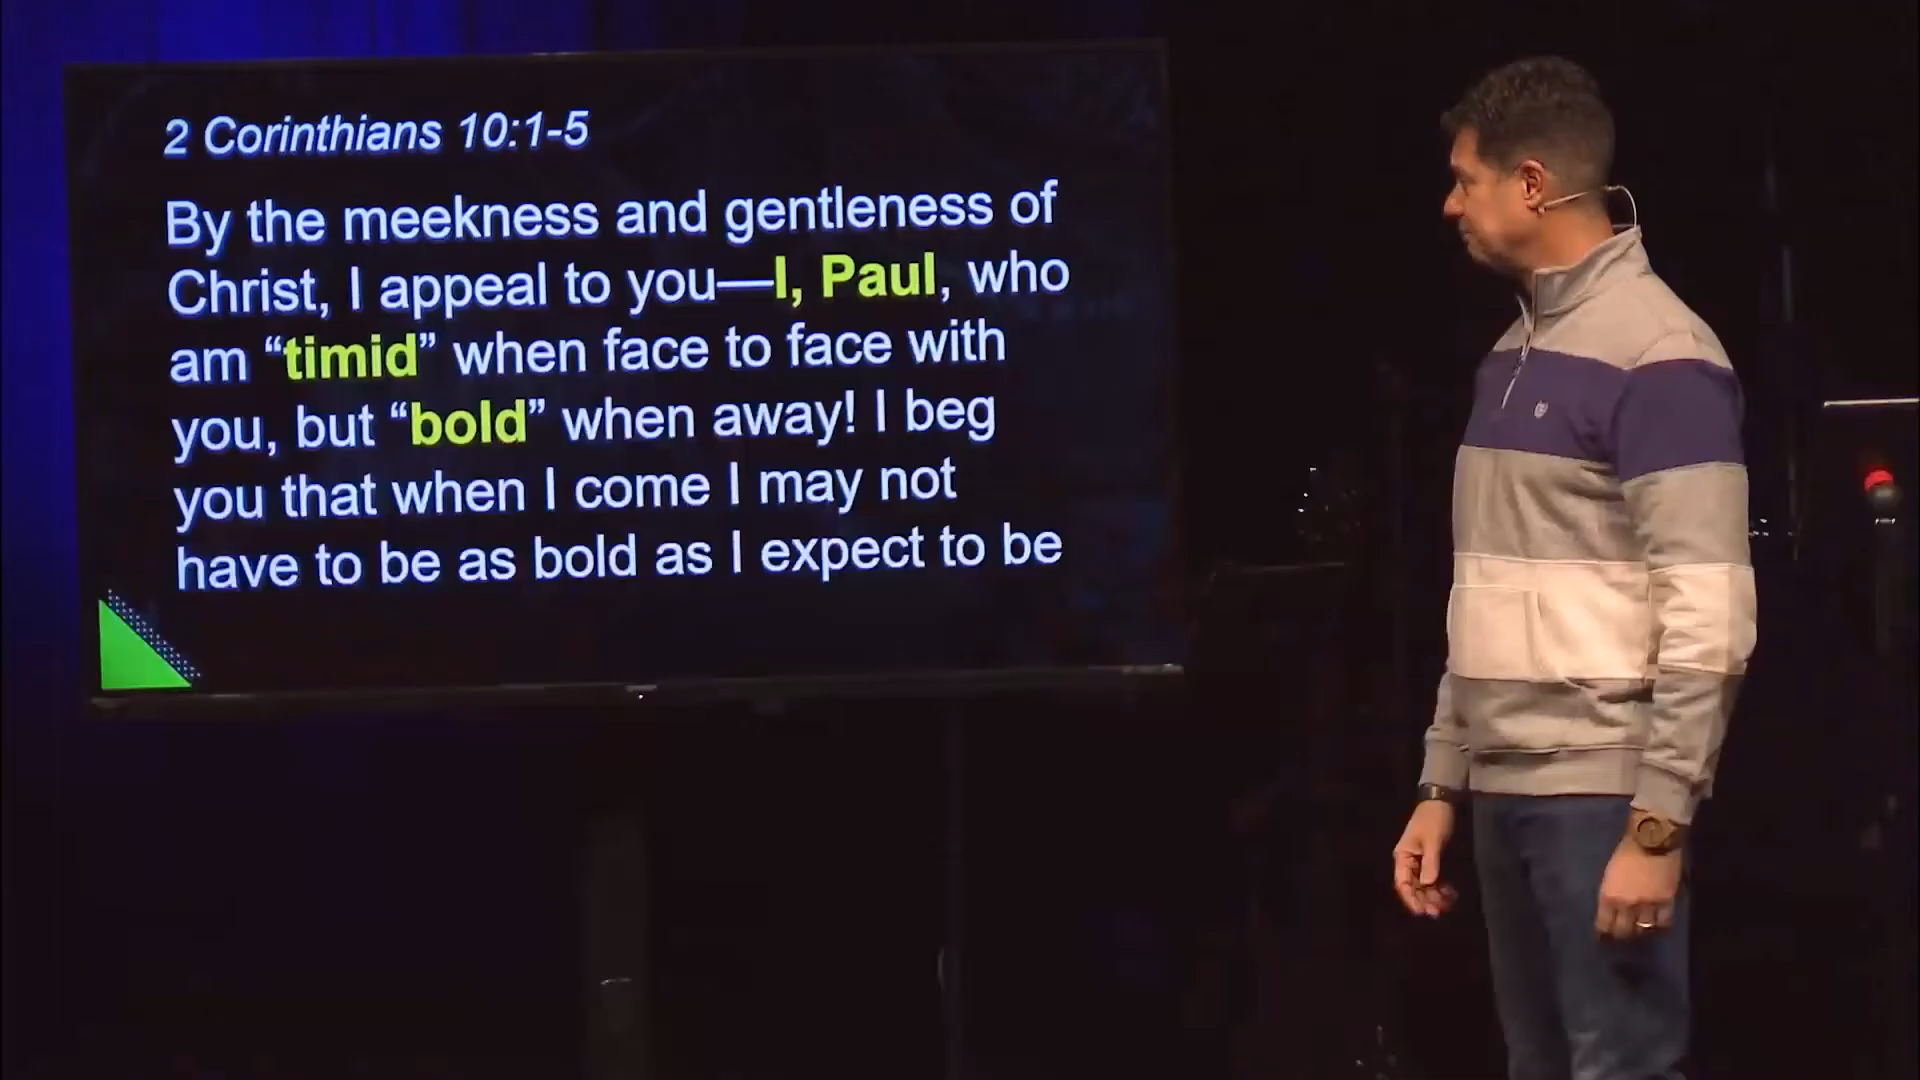 2 Corinthians 10:1-5
By the meekness and gentleness of
Christ, I appeal to you—I, Paul, who
am “timid” when face to face with
you, but “bold” when away! I beg
you that when I come I may not
have to be as bold as I expect to be